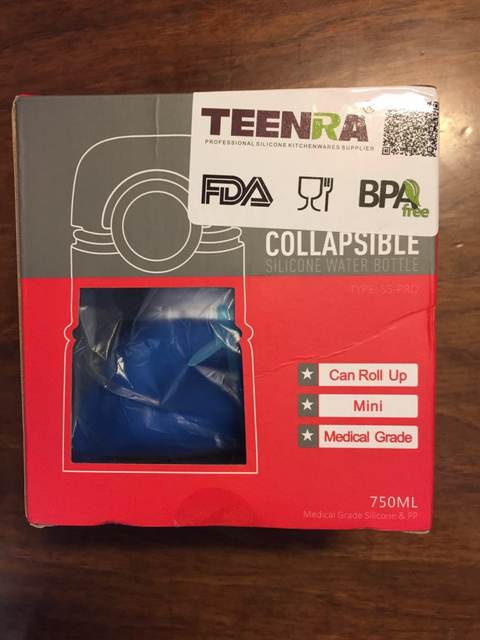 TEENRA
PROFESSIONAL SILICONE KITCHENWARES SUPPLIER
FDA
BPA
free
COLLAPSIBLE
SILICONE WATER BOTTLE
TYPE: SS-PRO
Can Roll Up
Mini
Medical Grade
750ML
Medical Grade Silicone & PP